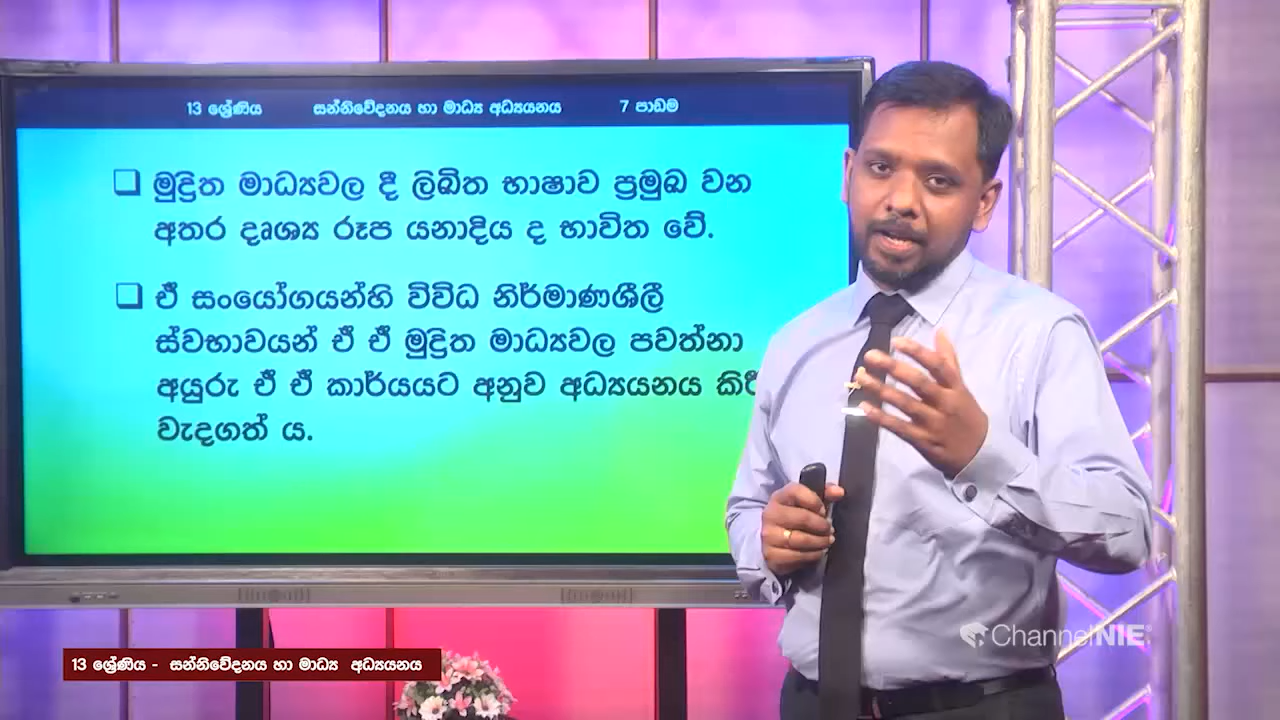 13 ශ්‍රේණිය සන්නිවේදනය හා මාධ්‍ය අධ්‍යයනය 7 පාඩම
මුද්‍රිත මාධ්‍යවල දී ලිඛිත භාෂාව ප්‍රමුඛ වන
අතර දෘශ්‍ය රූප යනාදිය ද භාවිත වේ.
ඒ සංයෝගයන්හි විවිධ නිර්මාණශීලී
ස්වභාවයන් ඒ ඒ මුද්‍රිත මාධ්‍යවල පවත්නා
අයුරු ඒ ඒ කාර්යයට අනුව අධ්‍යයනය
වැදගත් ය.
ChannelNIE
13 ශ්‍රේණිය - සන්නිවේදනය හා මාධ්‍ය අධ්‍යයනය